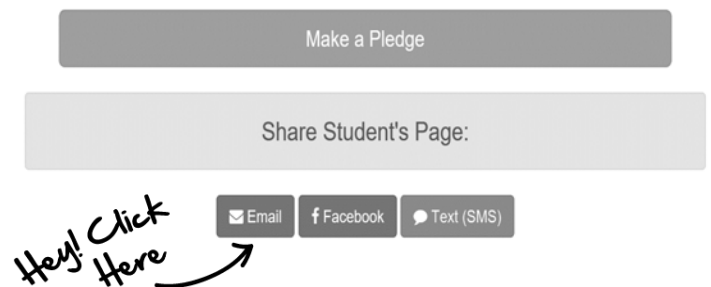 Make a Pledge
Share Student's Page:
Email
Facebook
Text (SMS)
Hey! Click
Here